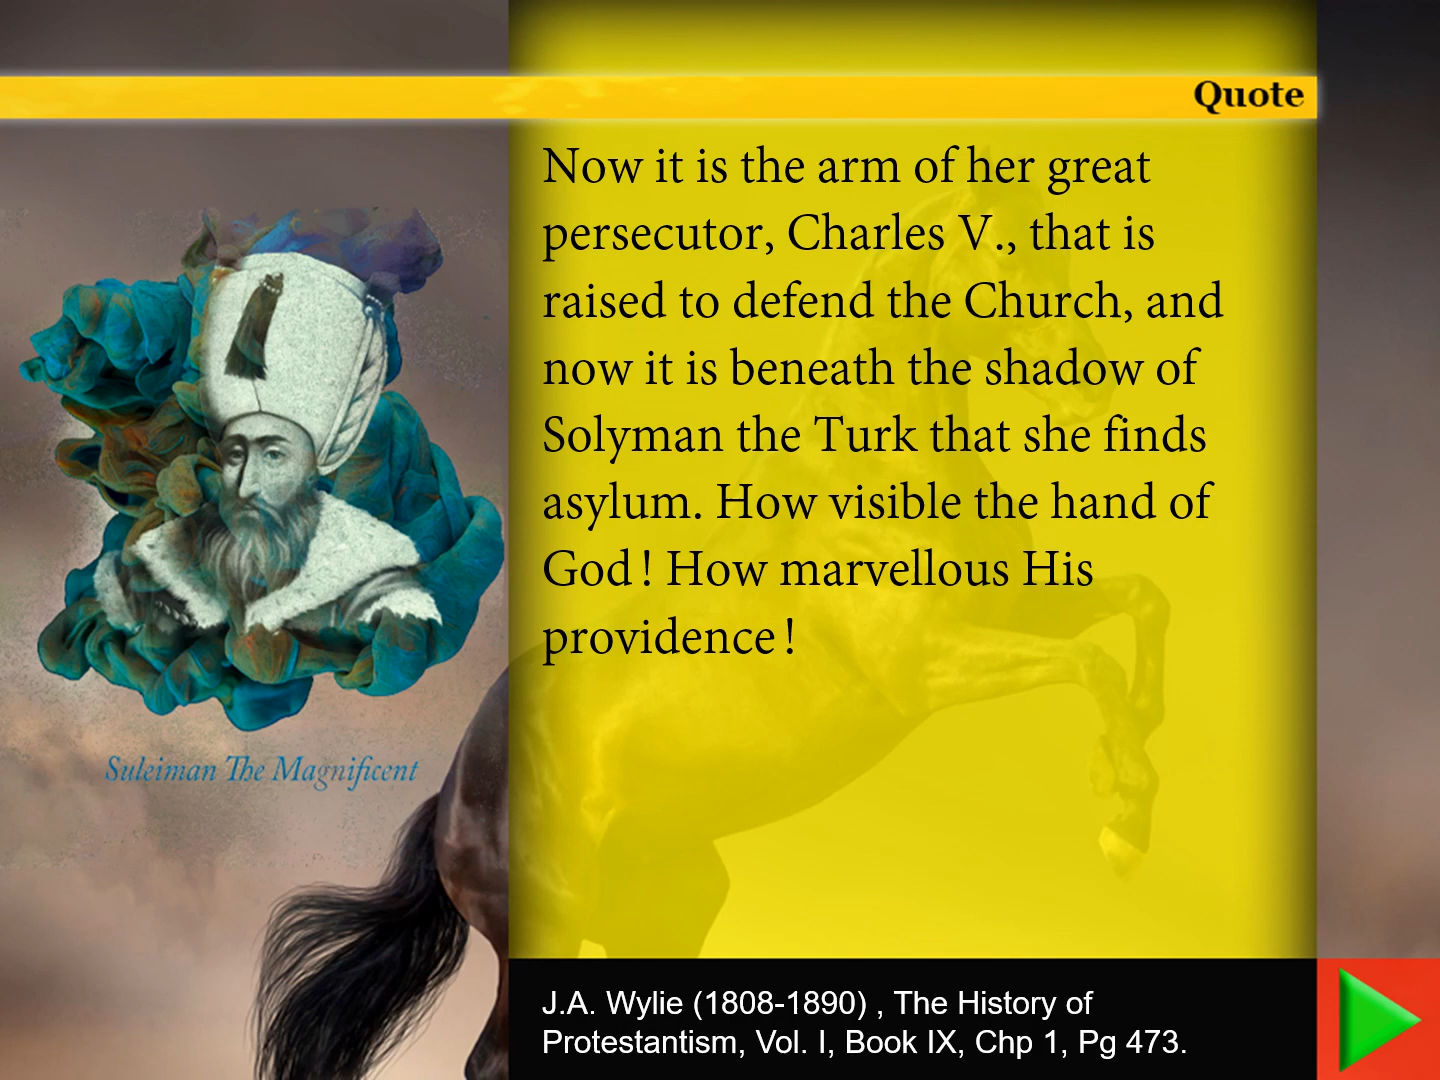 Quote
Now it is the arm of her great
persecutor, Charles V., that is
raised to defend the Church, and
now it is beneath the shadow of
Solyman the Turk that she finds
asylum. How visible the hand of
God ! How marvellous His
providence !
Suleiman The Magnificent
J.A. Wylie (1808-1890) , The History of
Protestantism, Vol. I, Book IX, Chp 1, Pg 473.